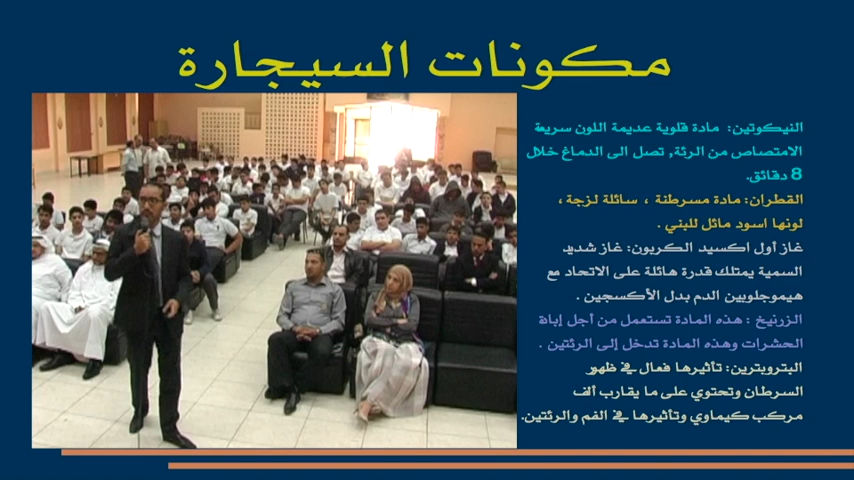 مكونات السيجارة
النيكوتين: مادة قلوية عديمة اللون سريعة
الامتصاص من الرئة, تصل الى الدماغ خلال
8 دقائق.
القطران: مادة مسرطنة ، سائلة لزجة ،
لونها اسود مائل للبني .
غاز أول اكسيد الكربون: غاز شديد
السمية يمتلك قدرة هائلة على الاتحاد مع
هيموجلوبين الدم بدل الأكسجين .
الزرنيخ : هذه المادة تستعمل من أجل إبادة
الحشرات وهذه المادة تدخل إلى الرئتين .
البتروبترين: تأثيرها فعال في ظهور
السرطان وتحتوي على ما يقارب ألف
مركب كيماوي وتأثيرها في الفم والرئتين.